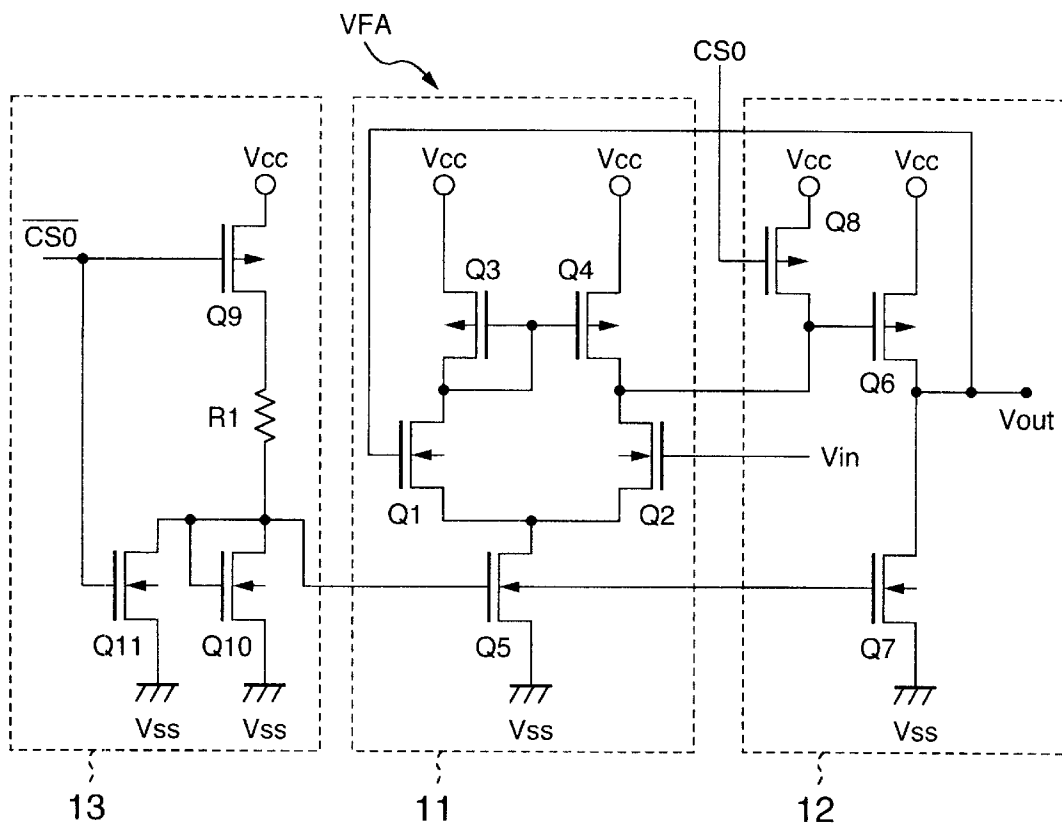 VFA
CS0
Vcc
Vcc
Vcc
Vcc
Vcc
CS0
Q8
Q3
Q4
Q9
Q6
R1
Vout
Vin
Q1
Q2
Q11
Q10
Q5
Q7
Vss
Vss
Vss
Vss
13
11
12